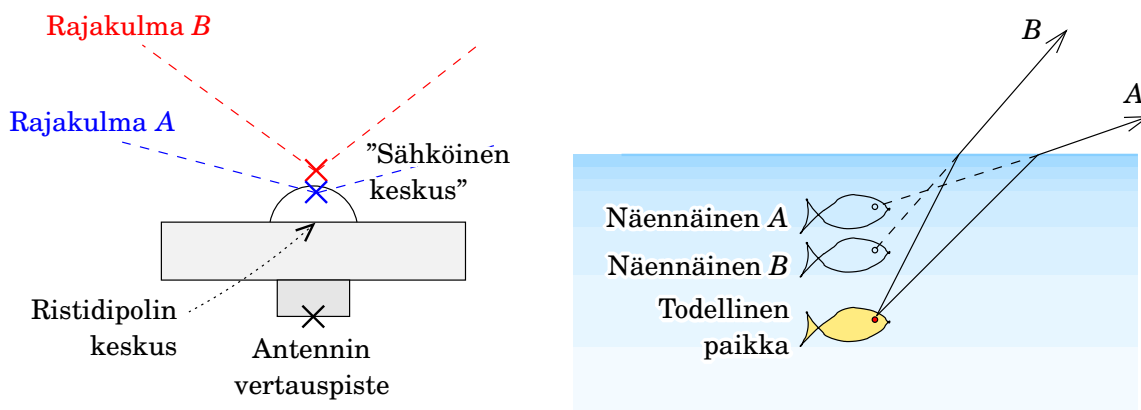 Rajakulma B
Rajakulma A
”Sähköinen
keskus”
Ristidipolin
keskus
Antennin
vertauspiste
B
A
Näennäinen A
Näennäinen B
Todellinen
paikka